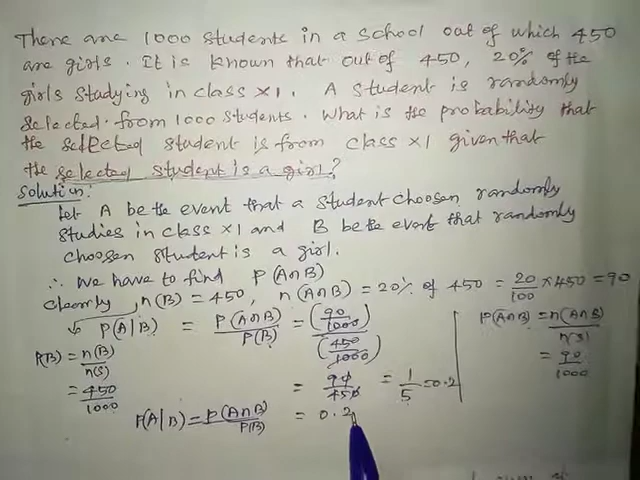 There are 1000 students in a school out of which 450
are girls. It is known that out of 450, 20% of the
girls studying in class x1. A student is randomly
selected from 1000 students. What is the probability that
the selected student is from class x1 given that
the selected student is a girl?
Solution:
Let A be the event that a student choosen randomly
studies in class x1 and B be the event that randomly
choosen student is a girl.
∴ We have to find P(A∩B)
Clearly, n(B) = 450, n(A∩B) = 20% of 450 = 20/100 × 450 = 90
P(A|B) = P(A∩B)/P(B) = (90/1000)/(450/1000)
P(A∩B) = n(A∩B)/n(S)
= 90/1000
P(B) = n(B)/n(S)
= 450/1000
= 90/450 = 1/5 = 0.2
P(A|B) = P(A∩B)/P(B) = 0.2